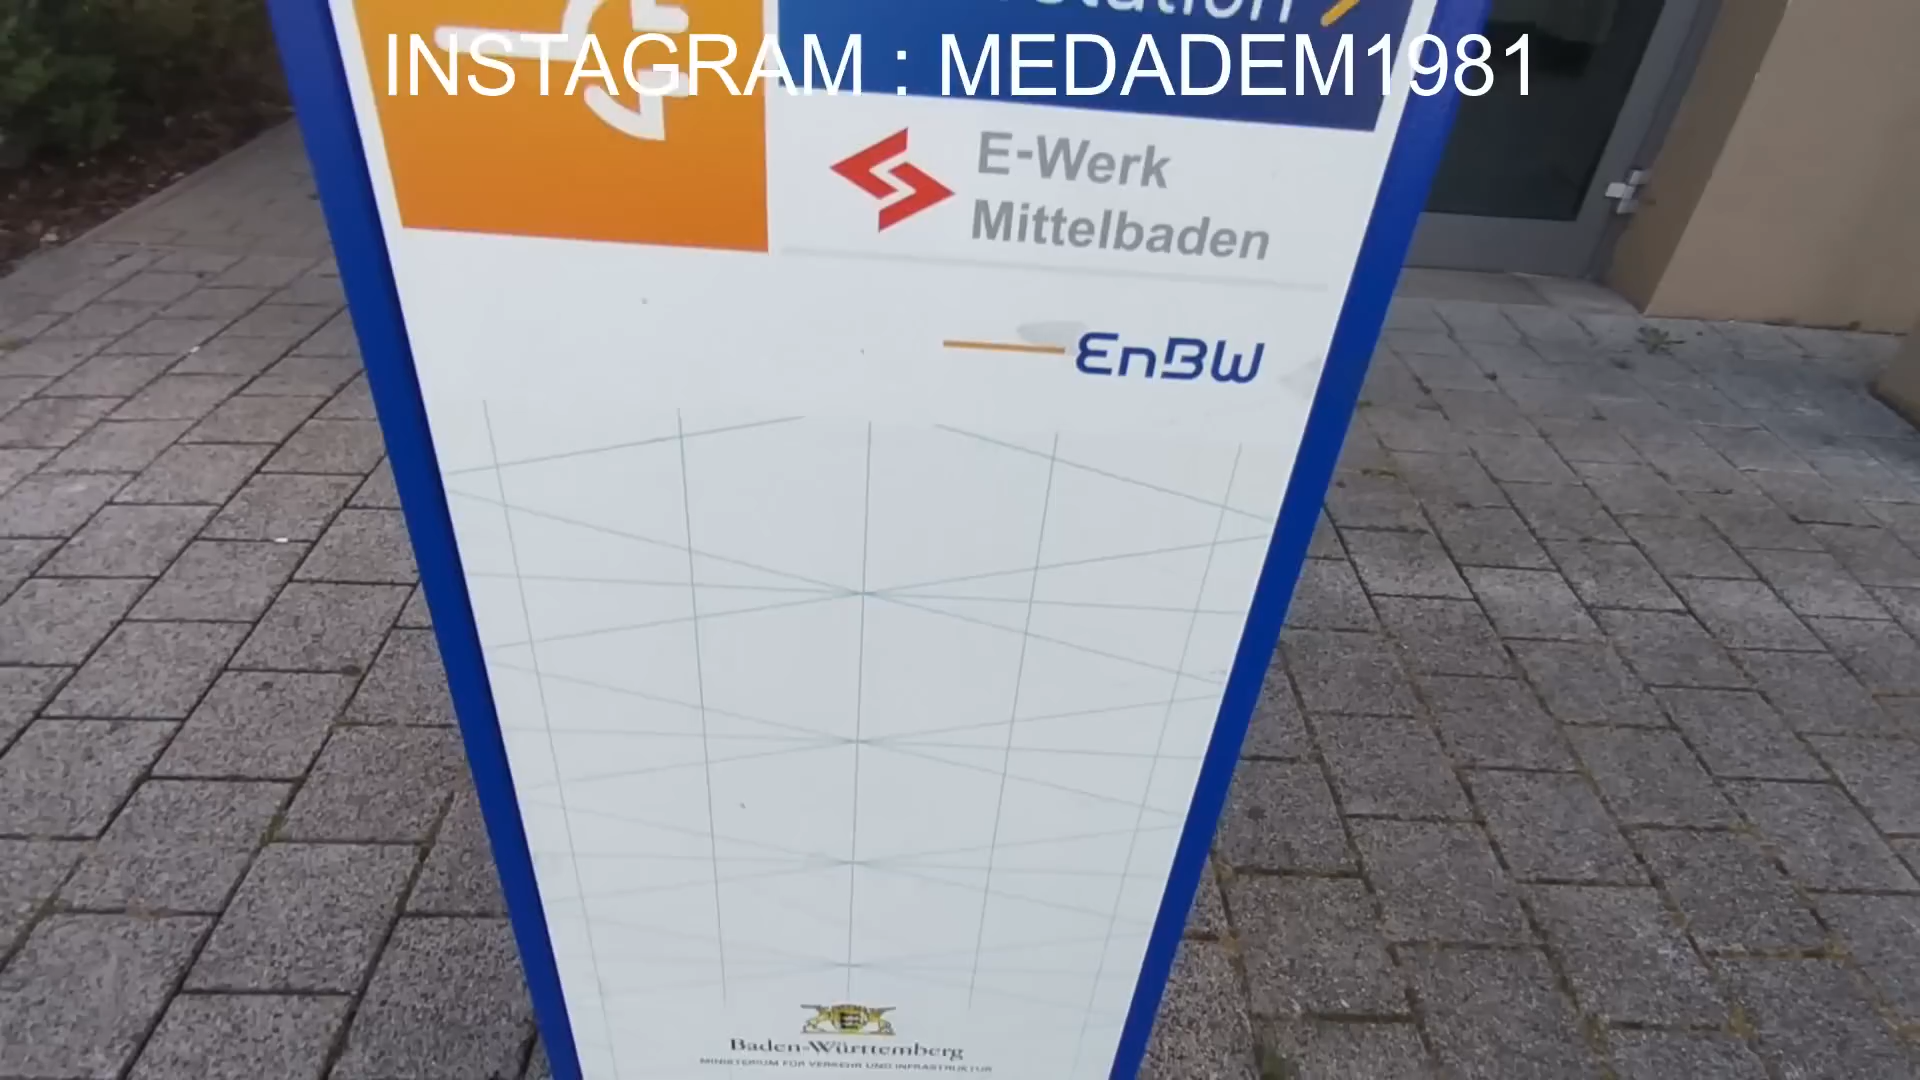 INSTAGRAM : MEDADEM1981
E-Werk
Mittelbaden
EnBW
Baden-Württemberg
MINISTERIUM FÜR VERKEHR UND INFRASTRUKTUR